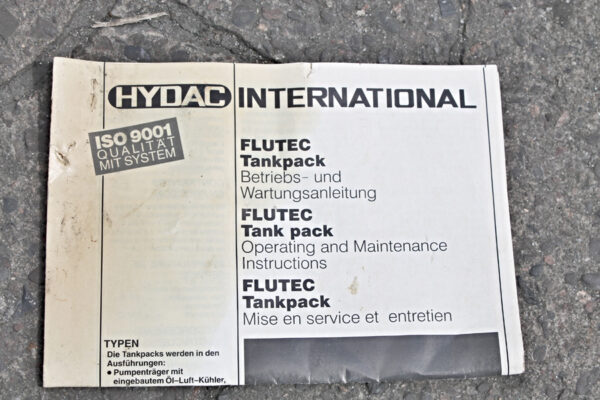 HYDAC INTERNATIONAL
ISO 9001
QUALITÄT
MIT SYSTEM
FLUTEC
Tankpack
Betriebs- und
Wartungsanleitung
FLUTEC
Tank pack
Operating and Maintenance
Instructions
FLUTEC
Tankpack
Mise en service et entretien
TYPEN
Die Tankpacks werden in den
Ausführungen:
• Pumpenträger mit
eingebautem Öl-Luft-Kühler,